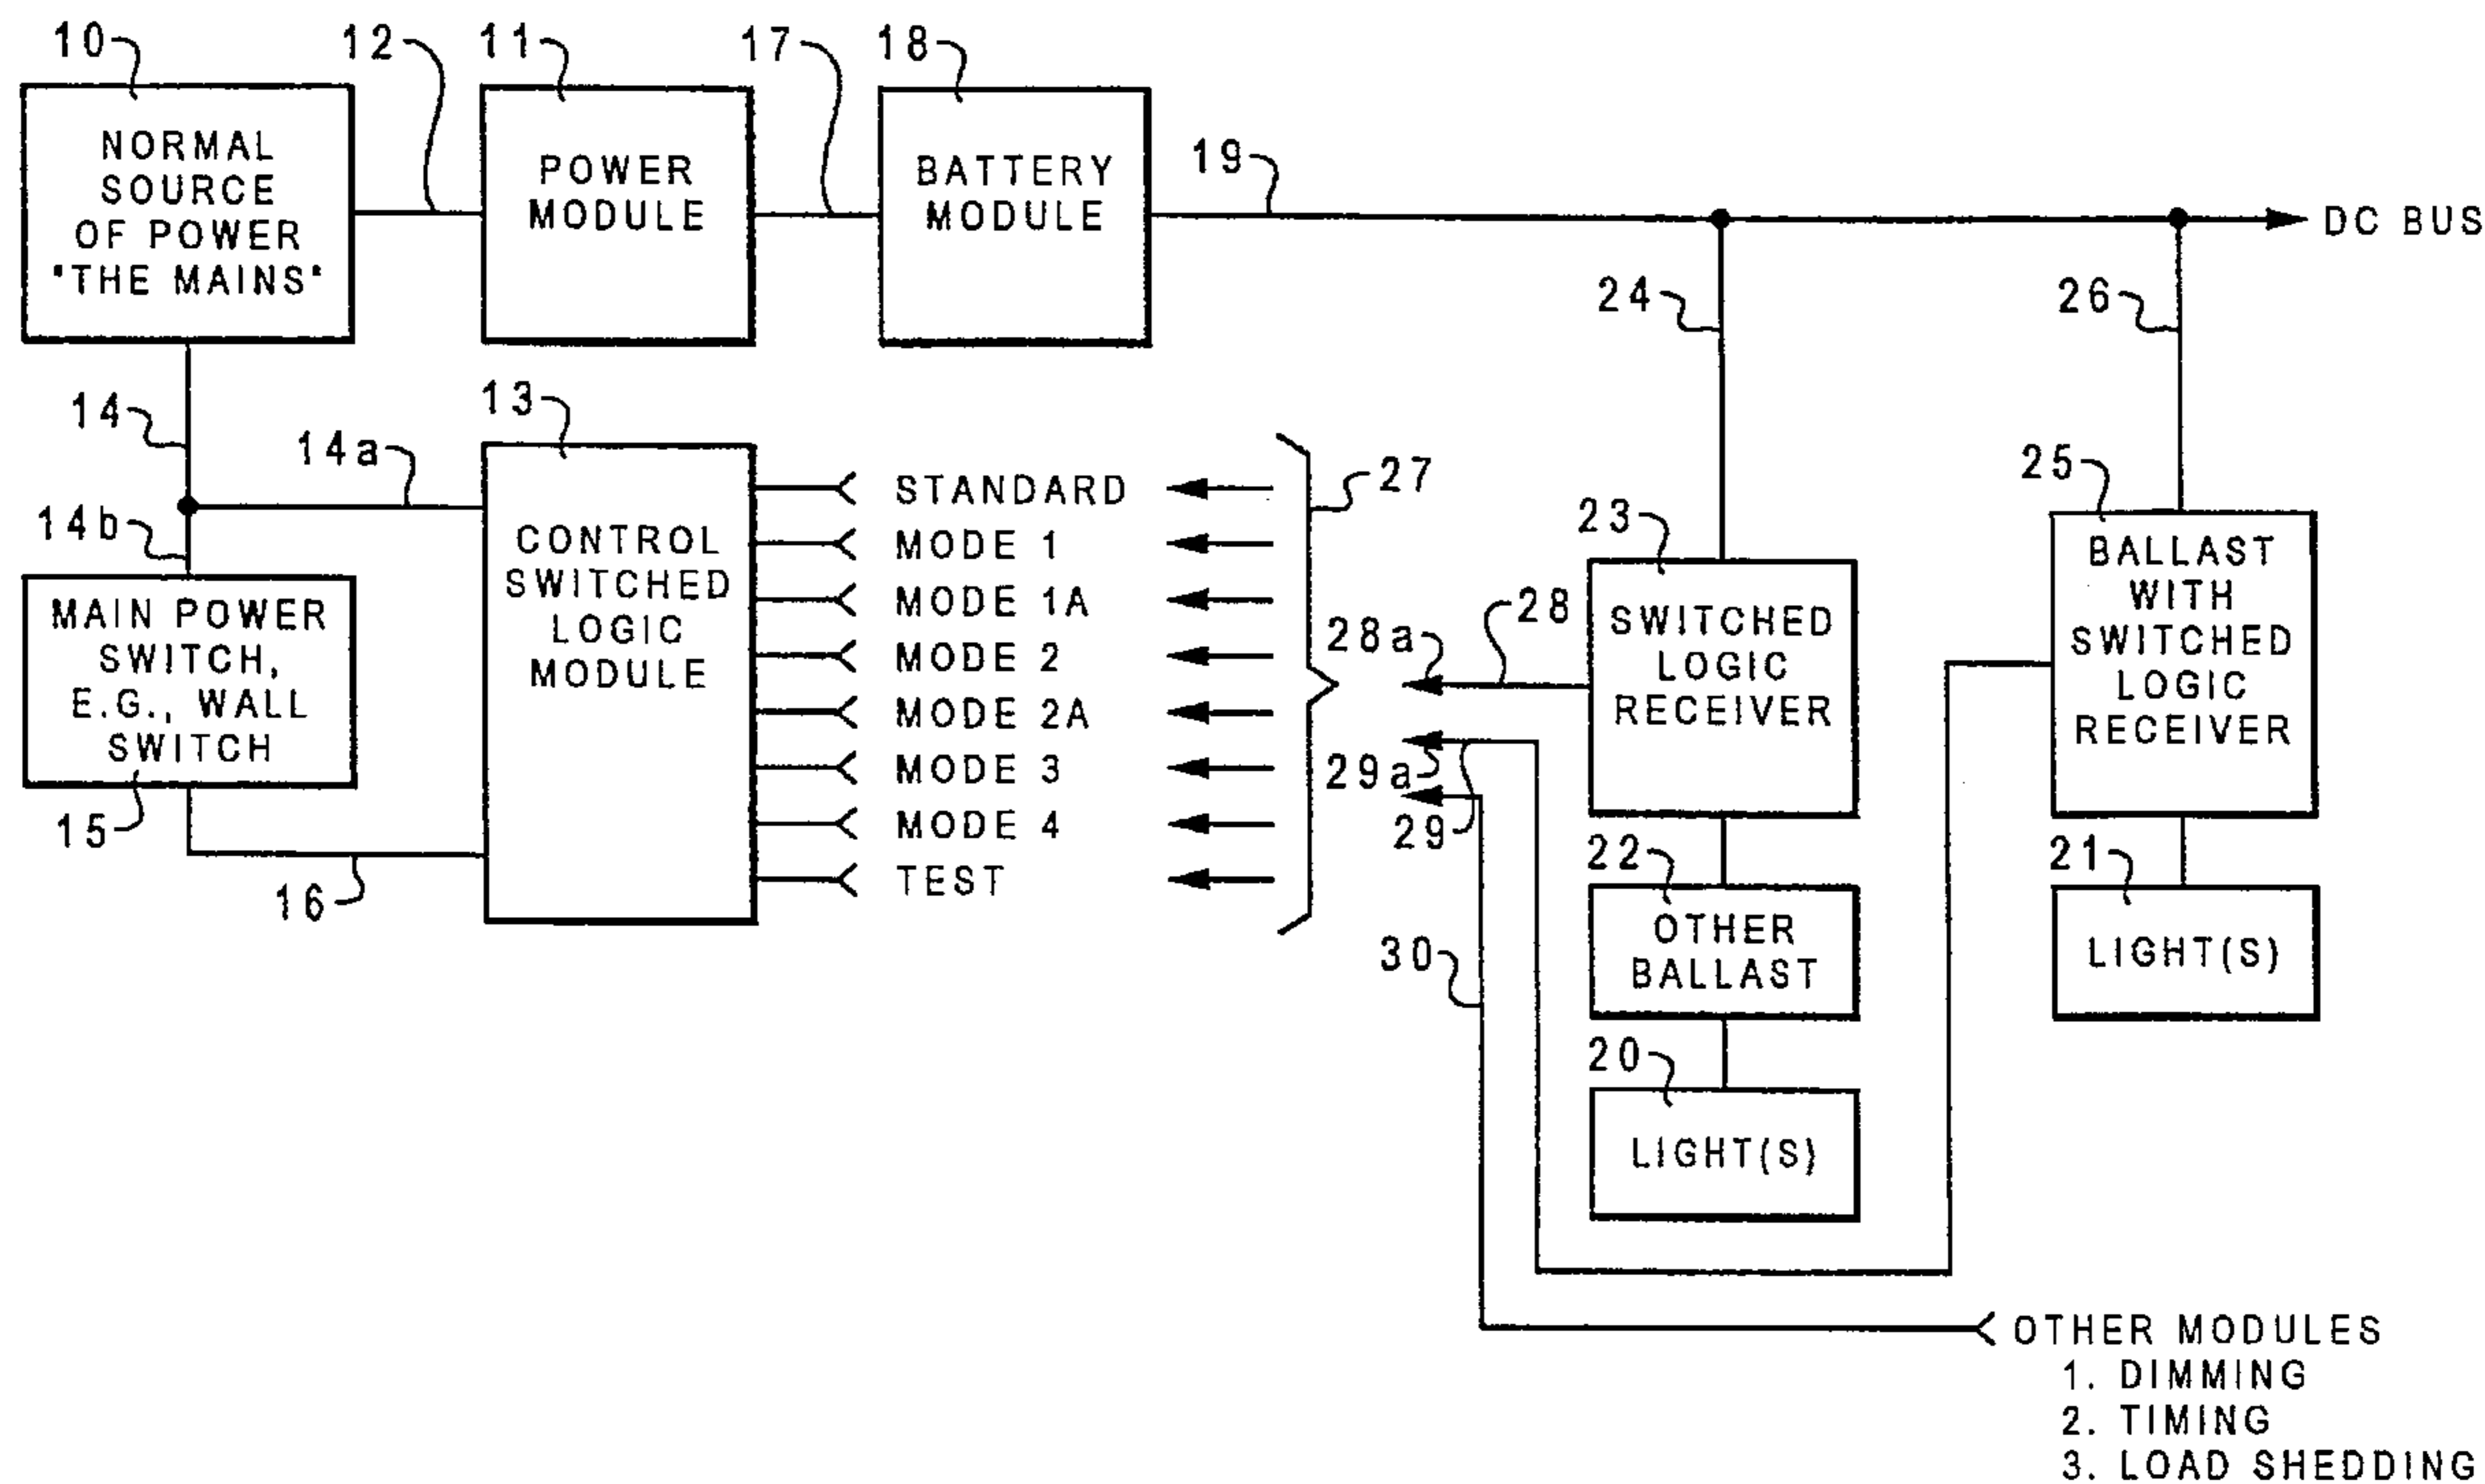 10
12
11
17
18
NORMAL
SOURCE
OF POWER
"THE MAINS"
POWER
MODULE
BATTERY
MODULE
19
DC BUS
24
26
14
14a
13
14b
CONTROL
SWITCHED
LOGIC
MODULE
STANDARD
MODE 1
MODE 1A
MODE 2
MODE 2A
MODE 3
MODE 4
TEST
27
MAIN POWER
SWITCH,
E.G., WALL
SWITCH
15
16
28a
28
29a
29
30
23
SWITCHED
LOGIC
RECEIVER
25
BALLAST
WITH
SWITCHED
LOGIC
RECEIVER
22
OTHER
BALLAST
21
LIGHT(S)
20
LIGHT(S)
OTHER MODULES
1. DIMMING
2. TIMING
3. LOAD SHEDDING